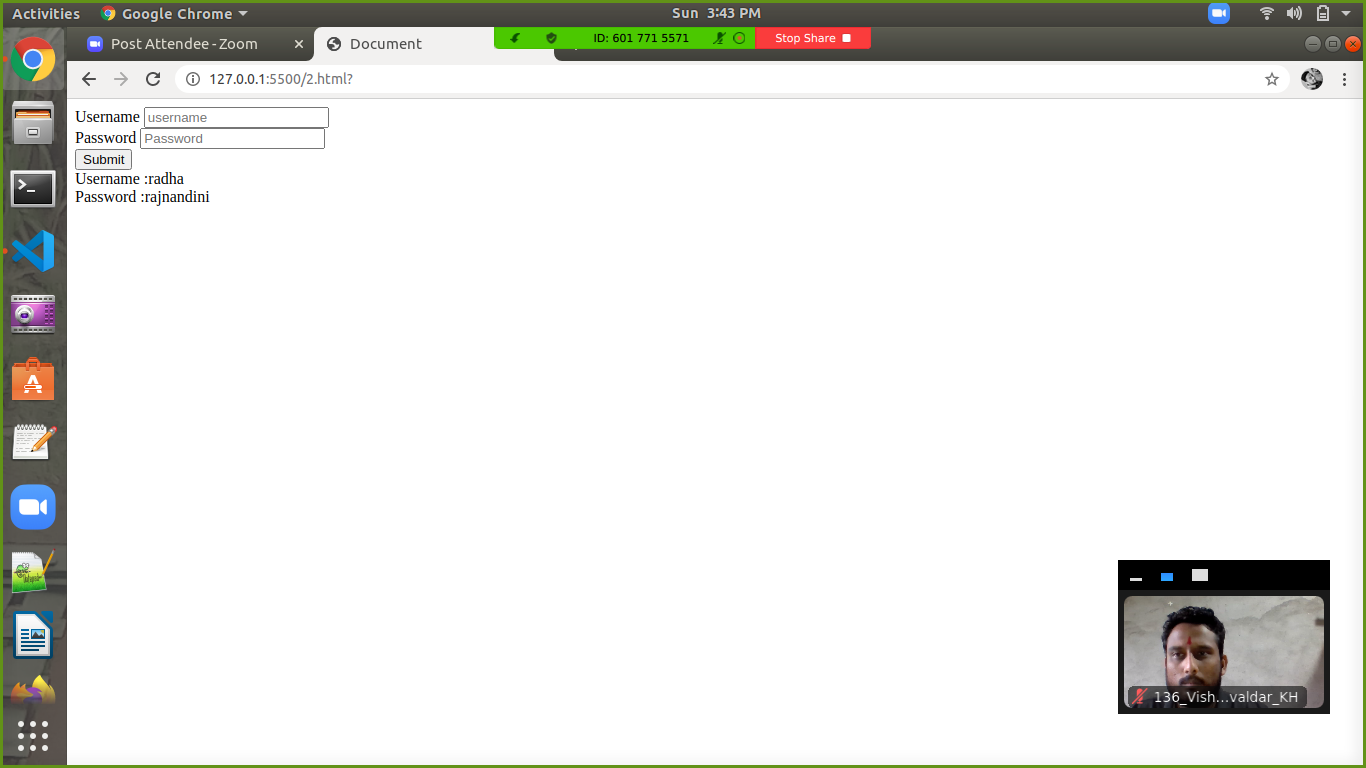 Activities
Google Chrome
Sun 3:43 PM
Post Attendee - Zoom
Document
ID: 601 771 5571
Stop Share
127.0.0.1:5500/2.html?
Username username
Password Password
Submit
Username :radha
Password :rajnandini
136_Vish...valdar_KH